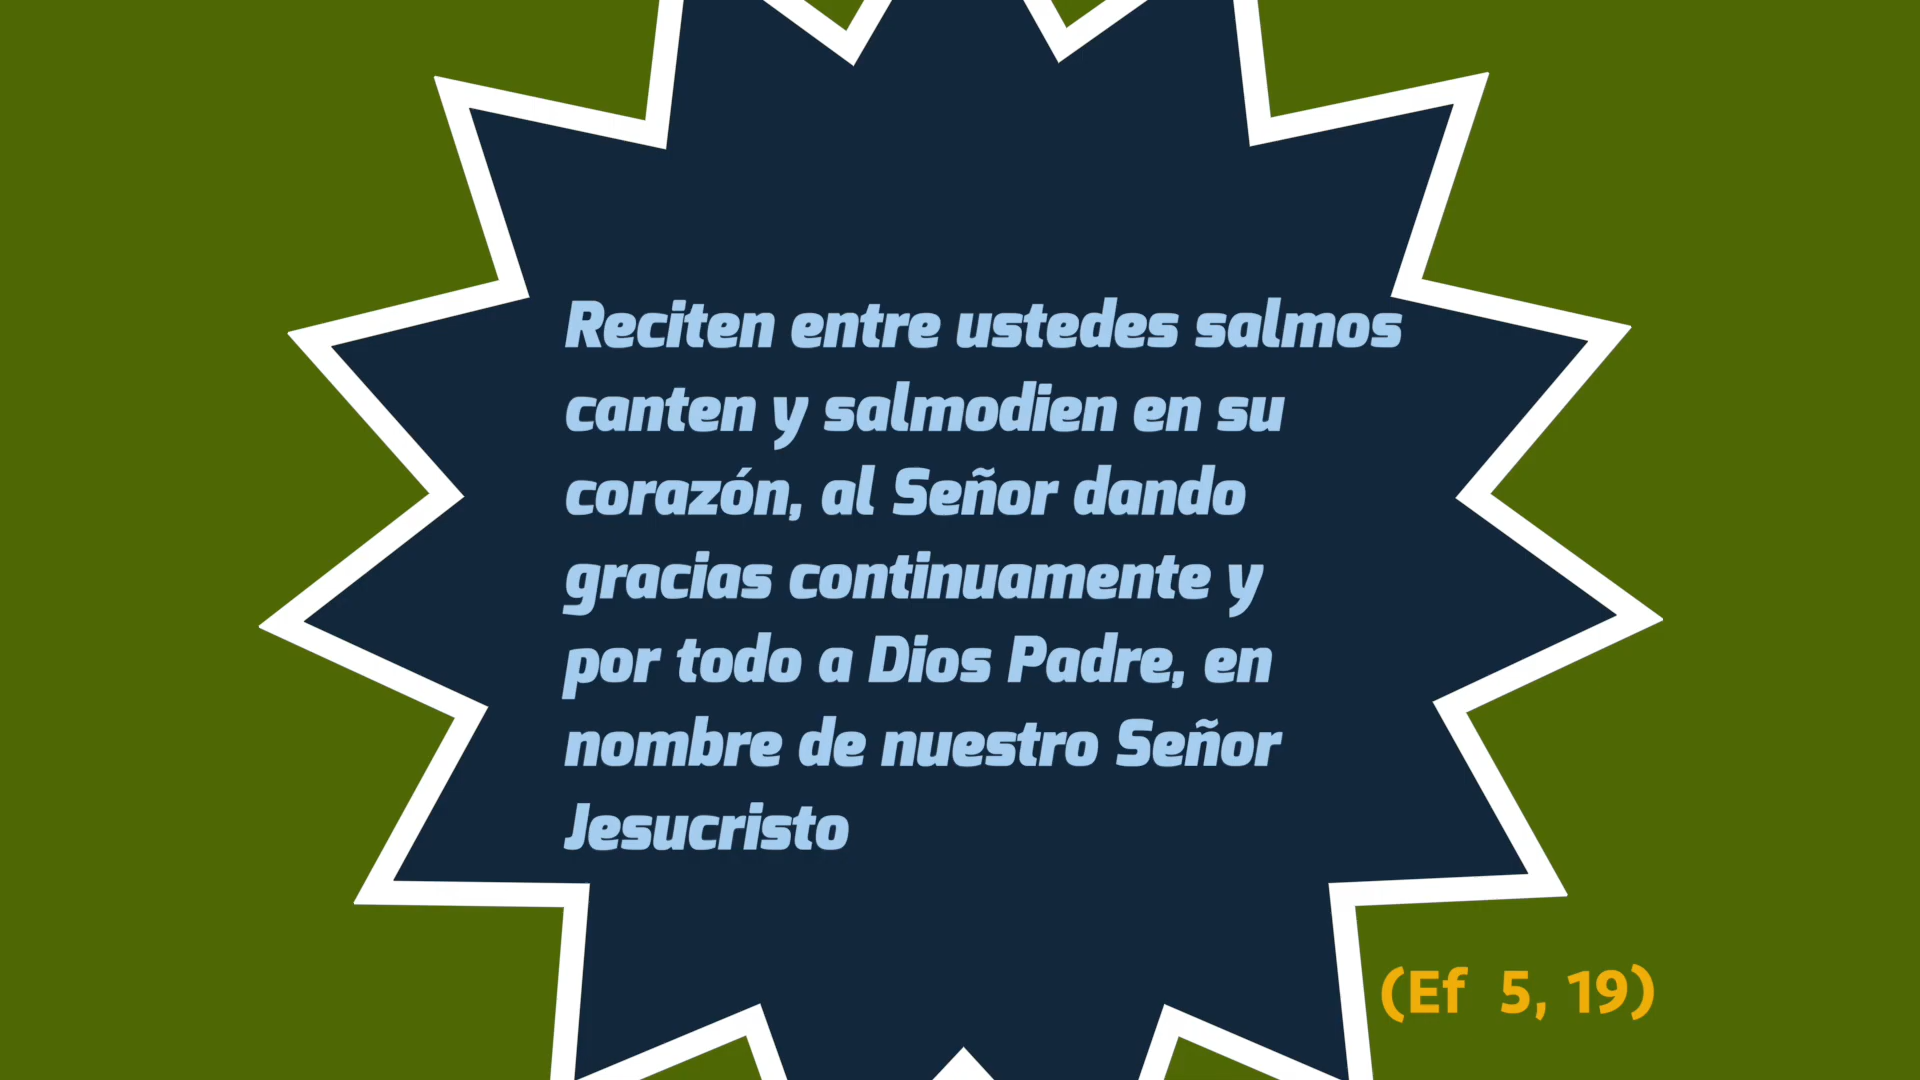 Reciten entre ustedes salmos
canten y salmodien en su
corazón, al Señor dando
gracias continuamente y
por todo a Dios Padre, en
nombre de nuestro Señor
Jesucristo
(Ef 5, 19)